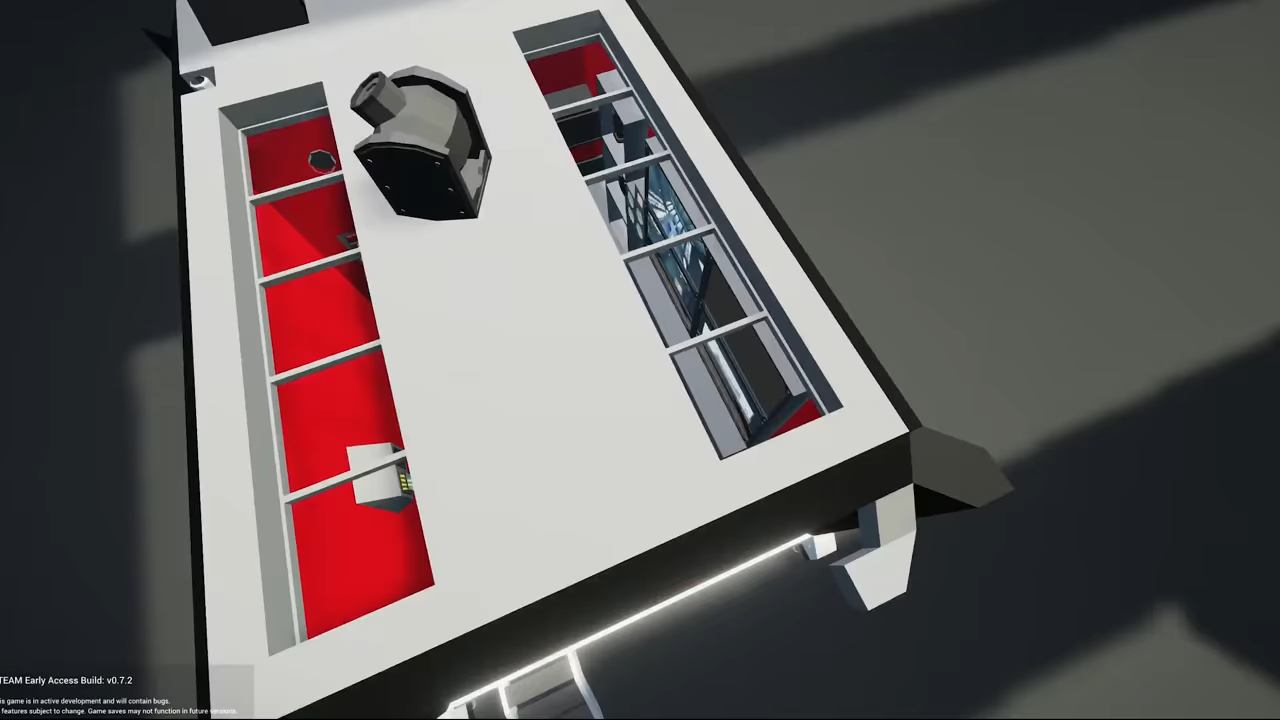 TEAM Early Access Build: v0.7.2
is game is in active development and will contain bugs.
features subject to change. Game saves may not function in future versions.